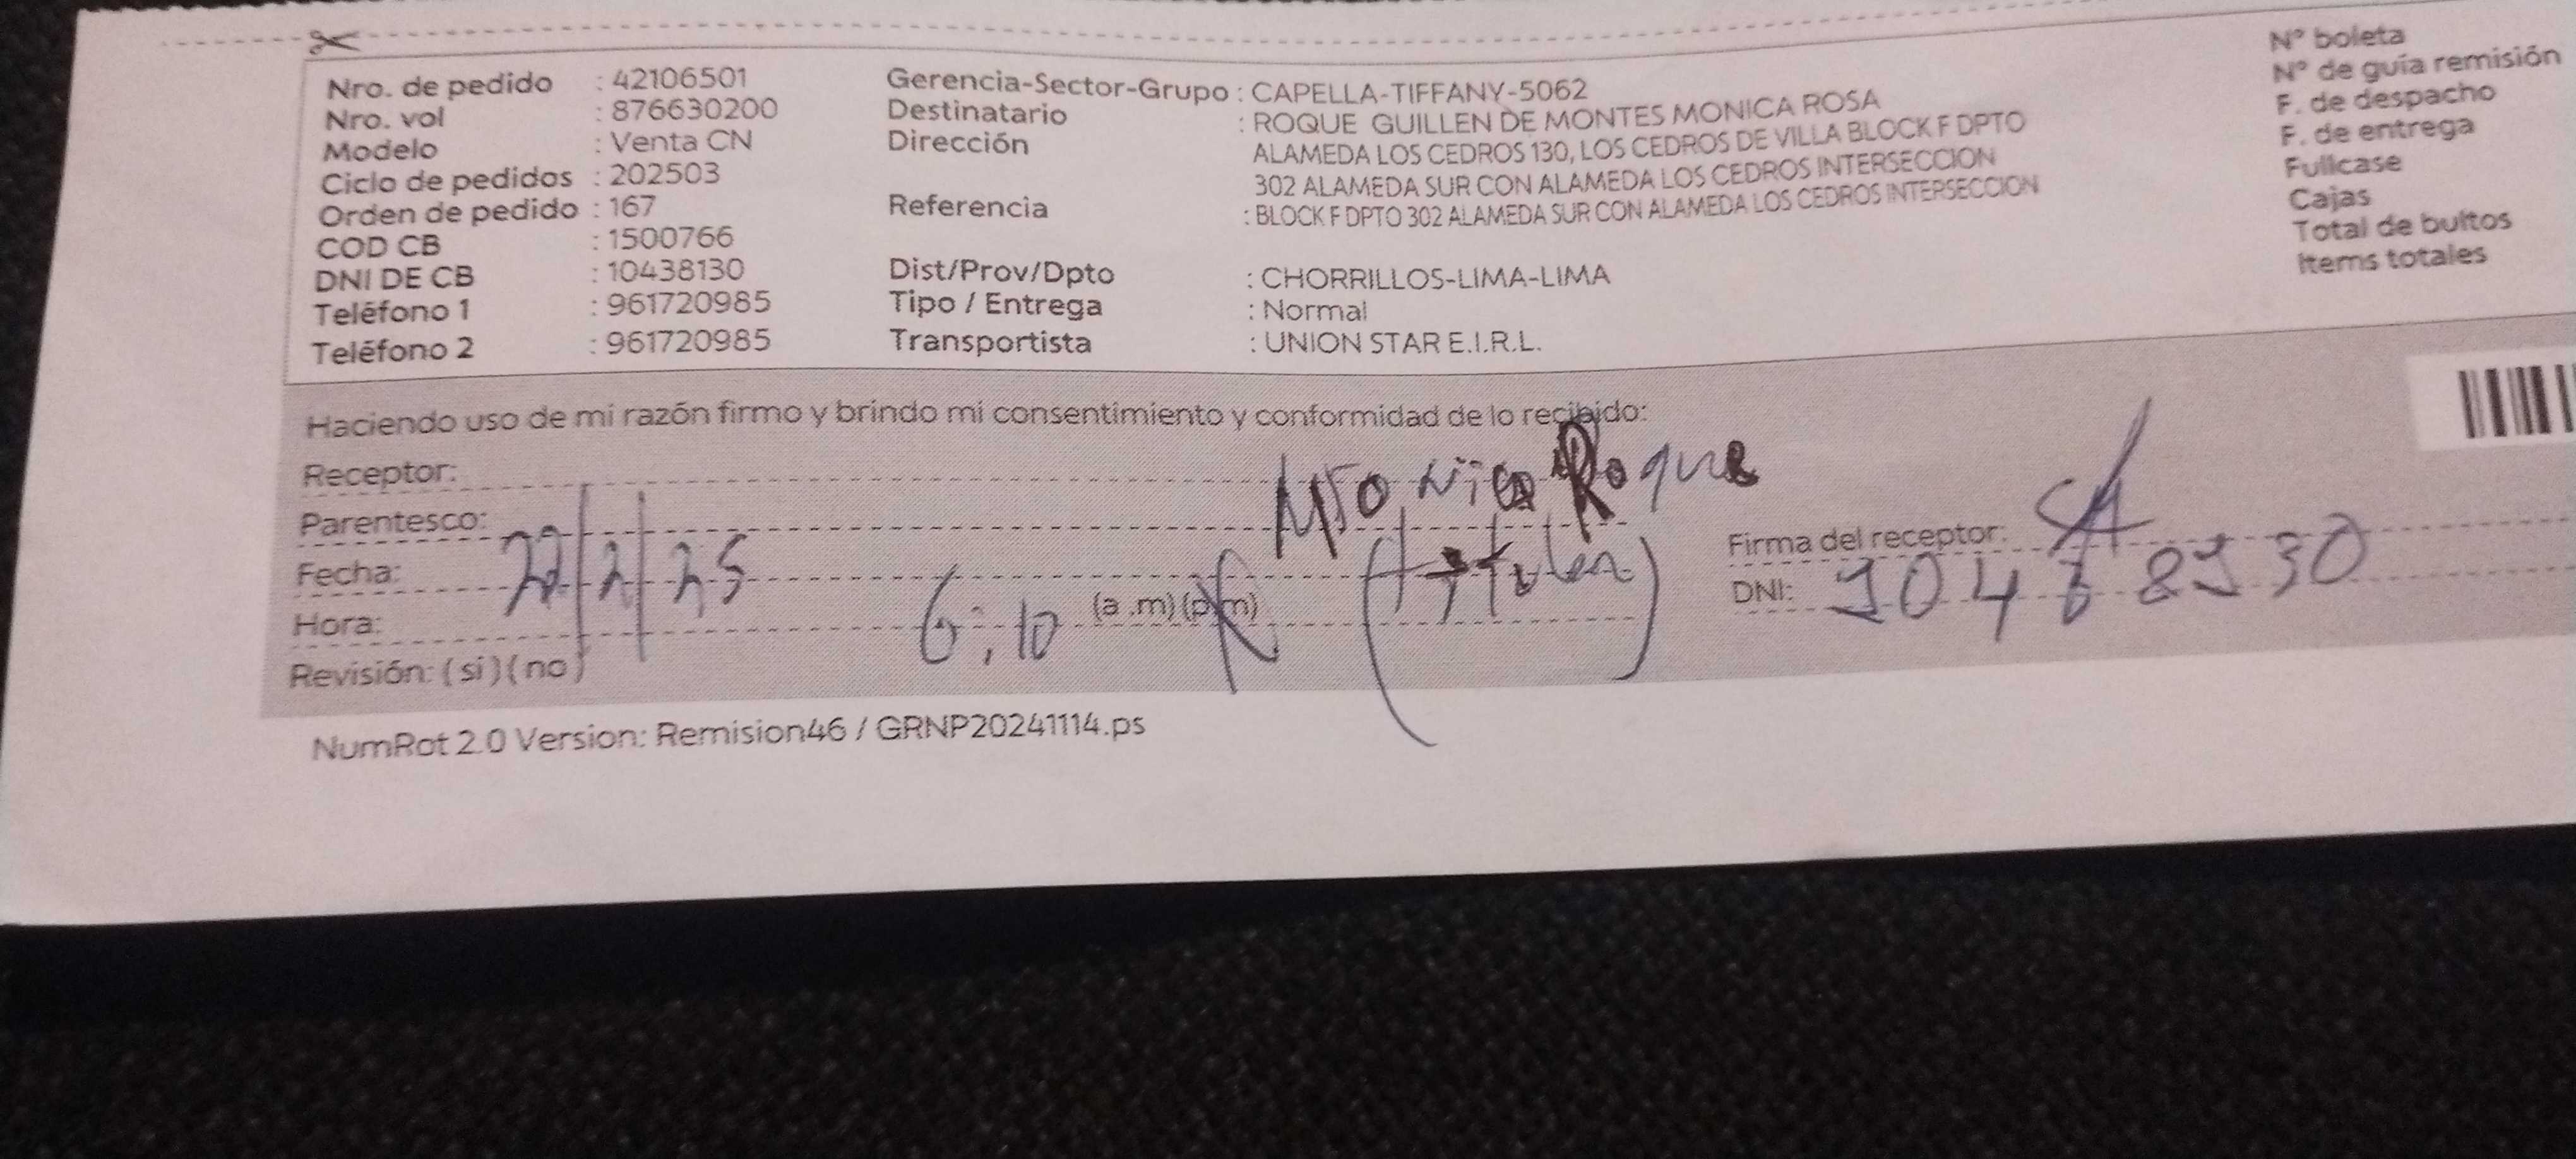 Nro. de pedido : 42106501
Nro. vol : 876630200
Modelo : Venta CN
Ciclo de pedidos : 202503
Orden de pedido : 167
COD CB : 1500766
DNI DE CB : 10438130
Teléfono 1 : 961720985
Teléfono 2 : 961720985
Gerencia-Sector-Grupo : CAPELLA-TIFFANY-5062
Destinatario : ROQUE GUILLEN DE MONTES MONICA ROSA
Dirección ALAMEDA LOS CEDROS 130, LOS CEDROS DE VILLA BLOCK F DPTO
302 ALAMEDA SUR CON ALAMEDA LOS CEDROS INTERSECCION
Referencia : BLOCK F DPTO 302 ALAMEDA SUR CON ALAMEDA LOS CEDROS INTERSECCION
Dist/Prov/Dpto : CHORRILLOS-LIMA-LIMA
Tipo / Entrega : Normal
Transportista : UNION STAR E.I.R.L.
N° boleta
N° de guía remisión
F. de despacho
F. de entrega
Fullcase
Cajas
Total de bultos
Items totales
Haciendo uso de mi razón firmo y brindo mi consentimiento y conformidad de lo recibido:
Receptor: Monica Roque
Parentesco: (titular)
Fecha: 22/2/25
Hora: 6:10 (a .m)(p.m)
Revisión: ( si )( no )
Firma del receptor:
DNI:
NumRot 2.0 Version: Remision46 / GRNP20241114.ps